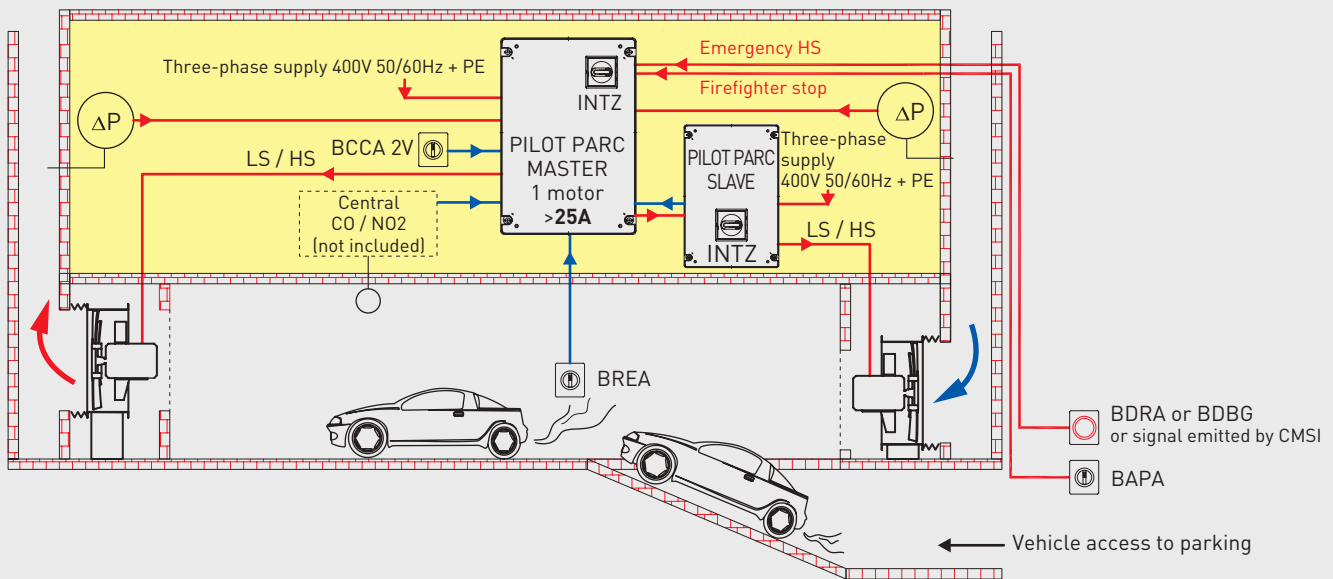 Emergency HS
Three-phase supply 400V 50/60Hz + PE
INTZ
Firefighter stop
ΔP
ΔP
BCCA 2V
PILOT PARC
MASTER
1 motor
>25A
PILOT PARC
SLAVE
INTZ
Three-phase
supply
400V 50/60Hz + PE
LS / HS
Central
CO / NO2
(not included)
LS / HS
BREA
BDRA or BDBG
or signal emitted by CMSI
BAPA
Vehicle access to parking